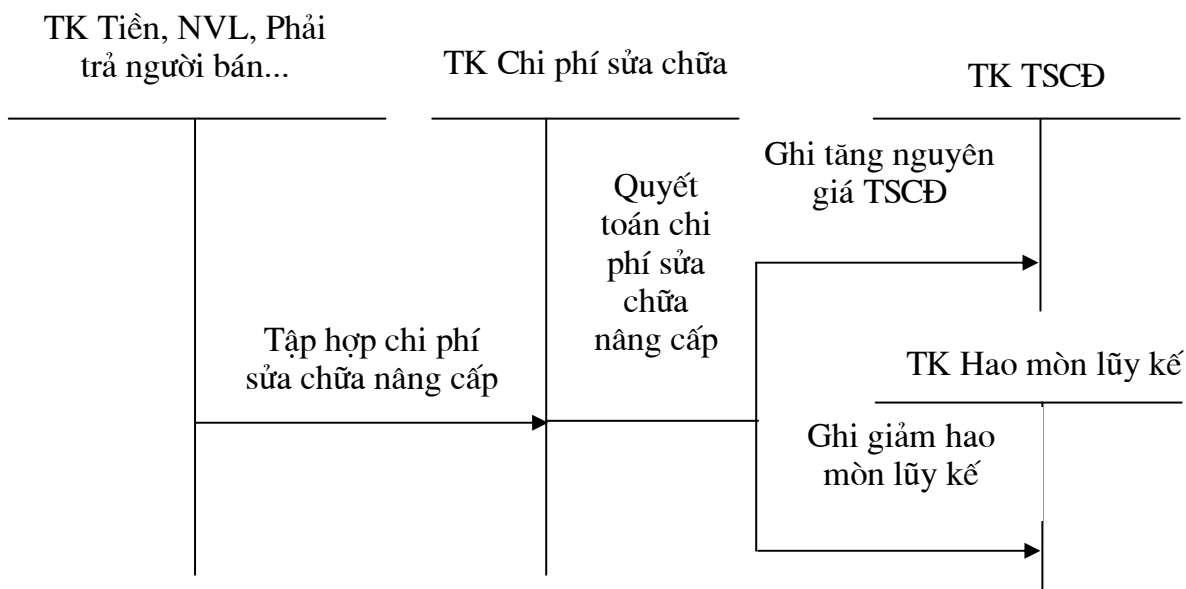 TK Tiền, NVL, Phải
trả người bán...
TK Chi phí sửa chữa
TK TSCĐ
Ghi tăng nguyên
giá TSCĐ
Quyết
toán chi
phí sửa
chữa
nâng cấp
Tập hợp chi phí
sửa chữa nâng cấp
TK Hao mòn lũy kế
Ghi giảm hao
mòn lũy kế